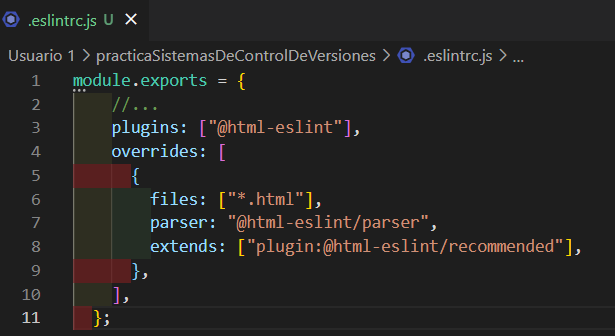 .eslintrc.js U
Usuario 1 > practicaSistemasDeControlDeVersiones > .eslintrc.js > ...
1 module.exports = {
2 //...
3 plugins: ["@html-eslint"],
4 overrides: [
5 {
6 files: ["*.html"],
7 parser: "@html-eslint/parser",
8 extends: ["plugin:@html-eslint/recommended"],
9 },
10 ],
11 };